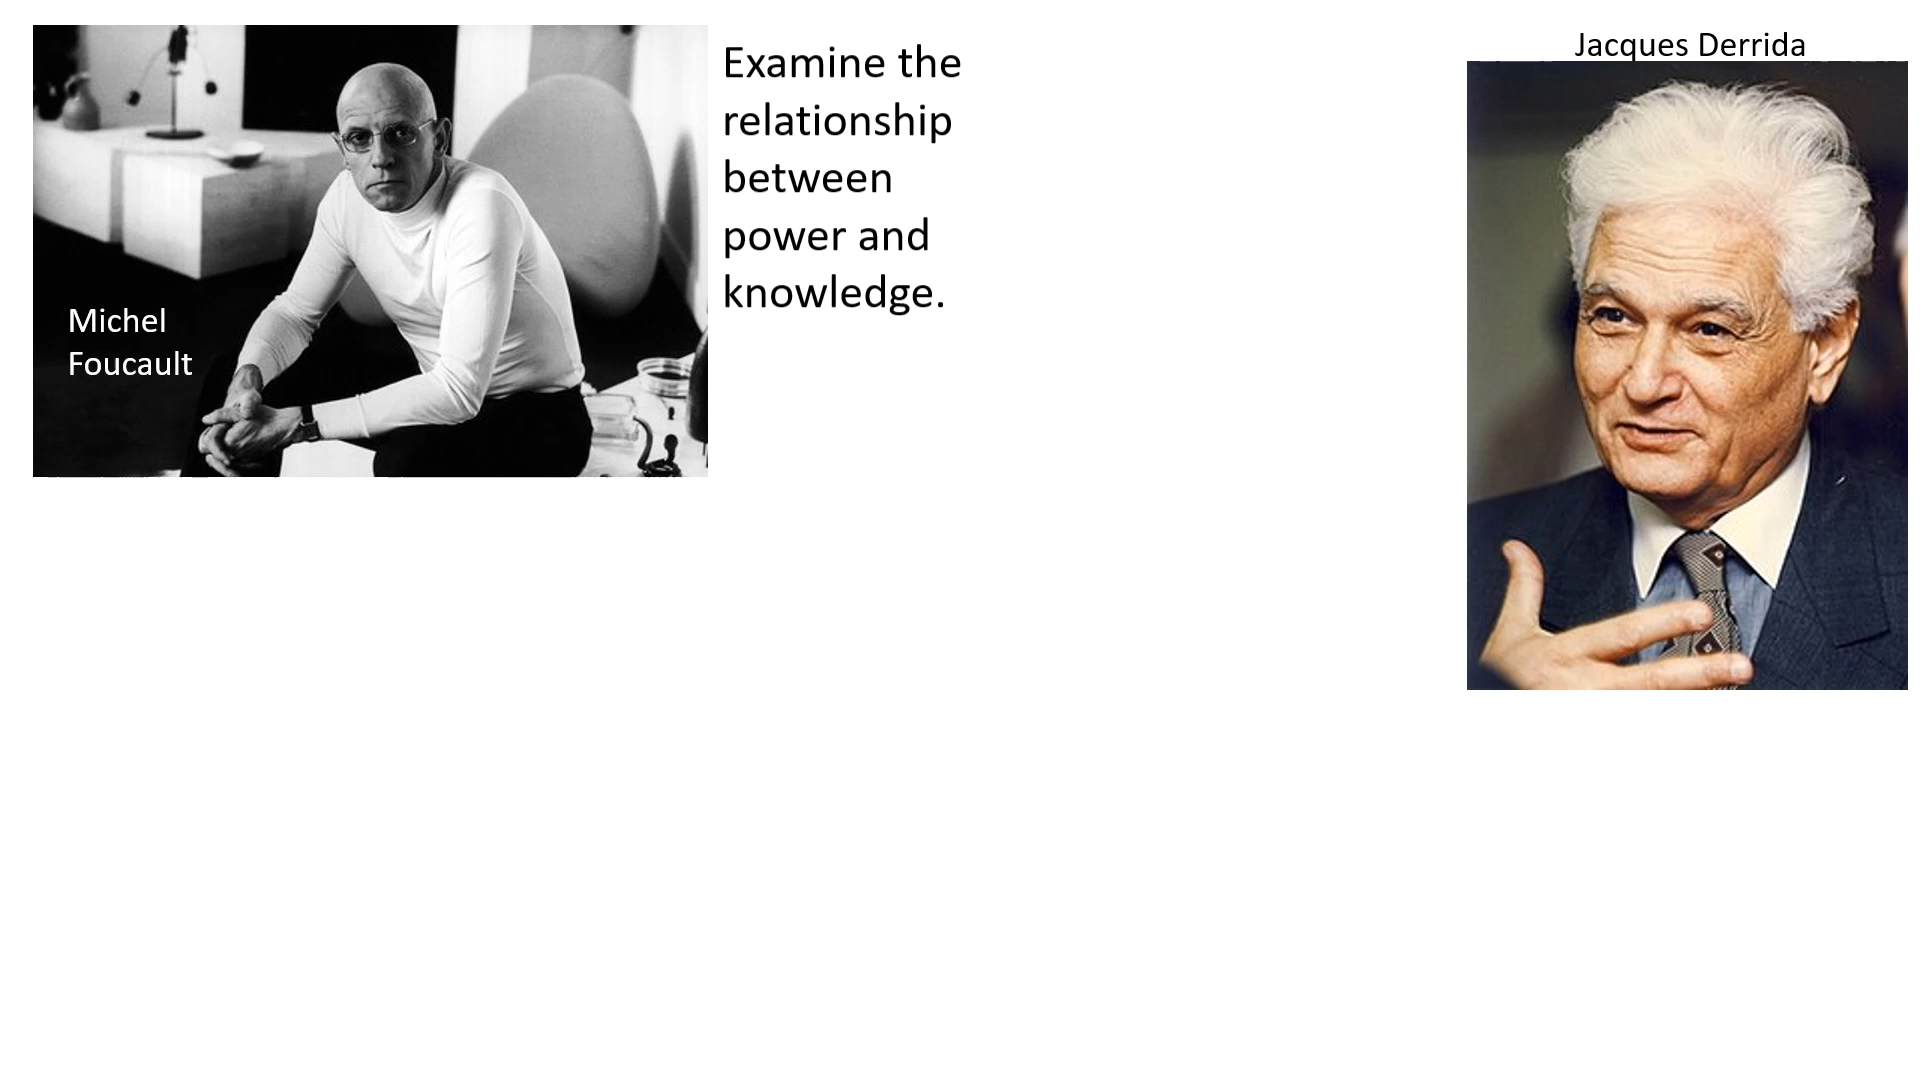 Michel
Foucault
Examine the
relationship
between
power and
knowledge.
Jacques Derrida